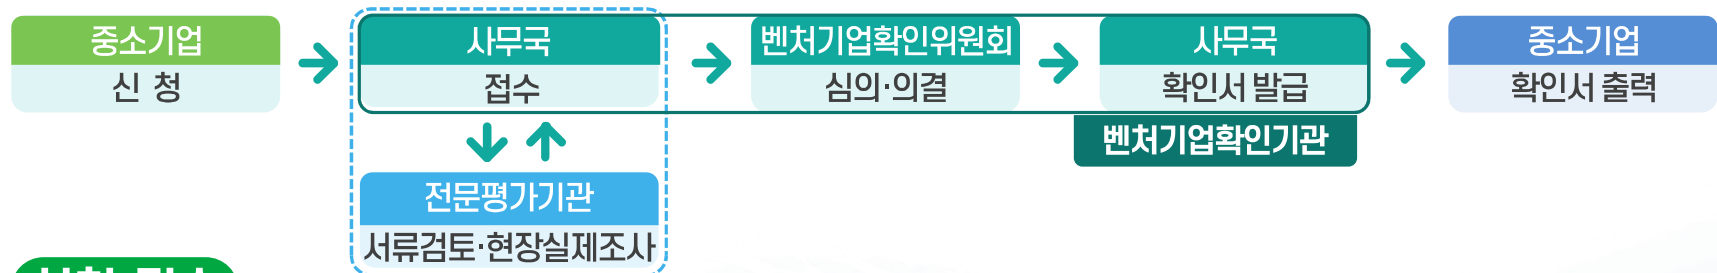 중소기업
신 청
사무국
접수
벤처기업확인위원회
심의·의결
사무국
확인서 발급
중소기업
확인서 출력
벤처기업확인기관
전문평가기관
서류검토·현장실제조사